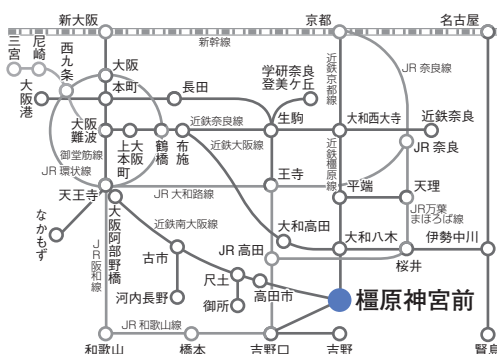 新大阪
京都
名古屋
新幹線
三宮
尼崎
西九条
大阪
JR 奈良線
近鉄京都線
大阪港
本町
長田
学研奈良
登美ケ丘
近鉄奈良線
生駒
大和西大寺
近鉄奈良
大阪
難波
上本町
大阪
鶴橋
布施
近鉄大阪線
御堂筋線
JR 環状線
近鉄橿原線
JR 奈良
王寺
天王寺
JR 大和路線
平端
天理
大阪阿部野橋
JR万葉
まほろば線
なかもず
近鉄南大阪線
大和高田
大和八木
伊勢中川
JR阪和線
古市
JR 高田
桜井
尺土
河内長野
御所
高田市
橿原神宮前
JR 和歌山線
和歌山
橋本
吉野口
吉野
賢島